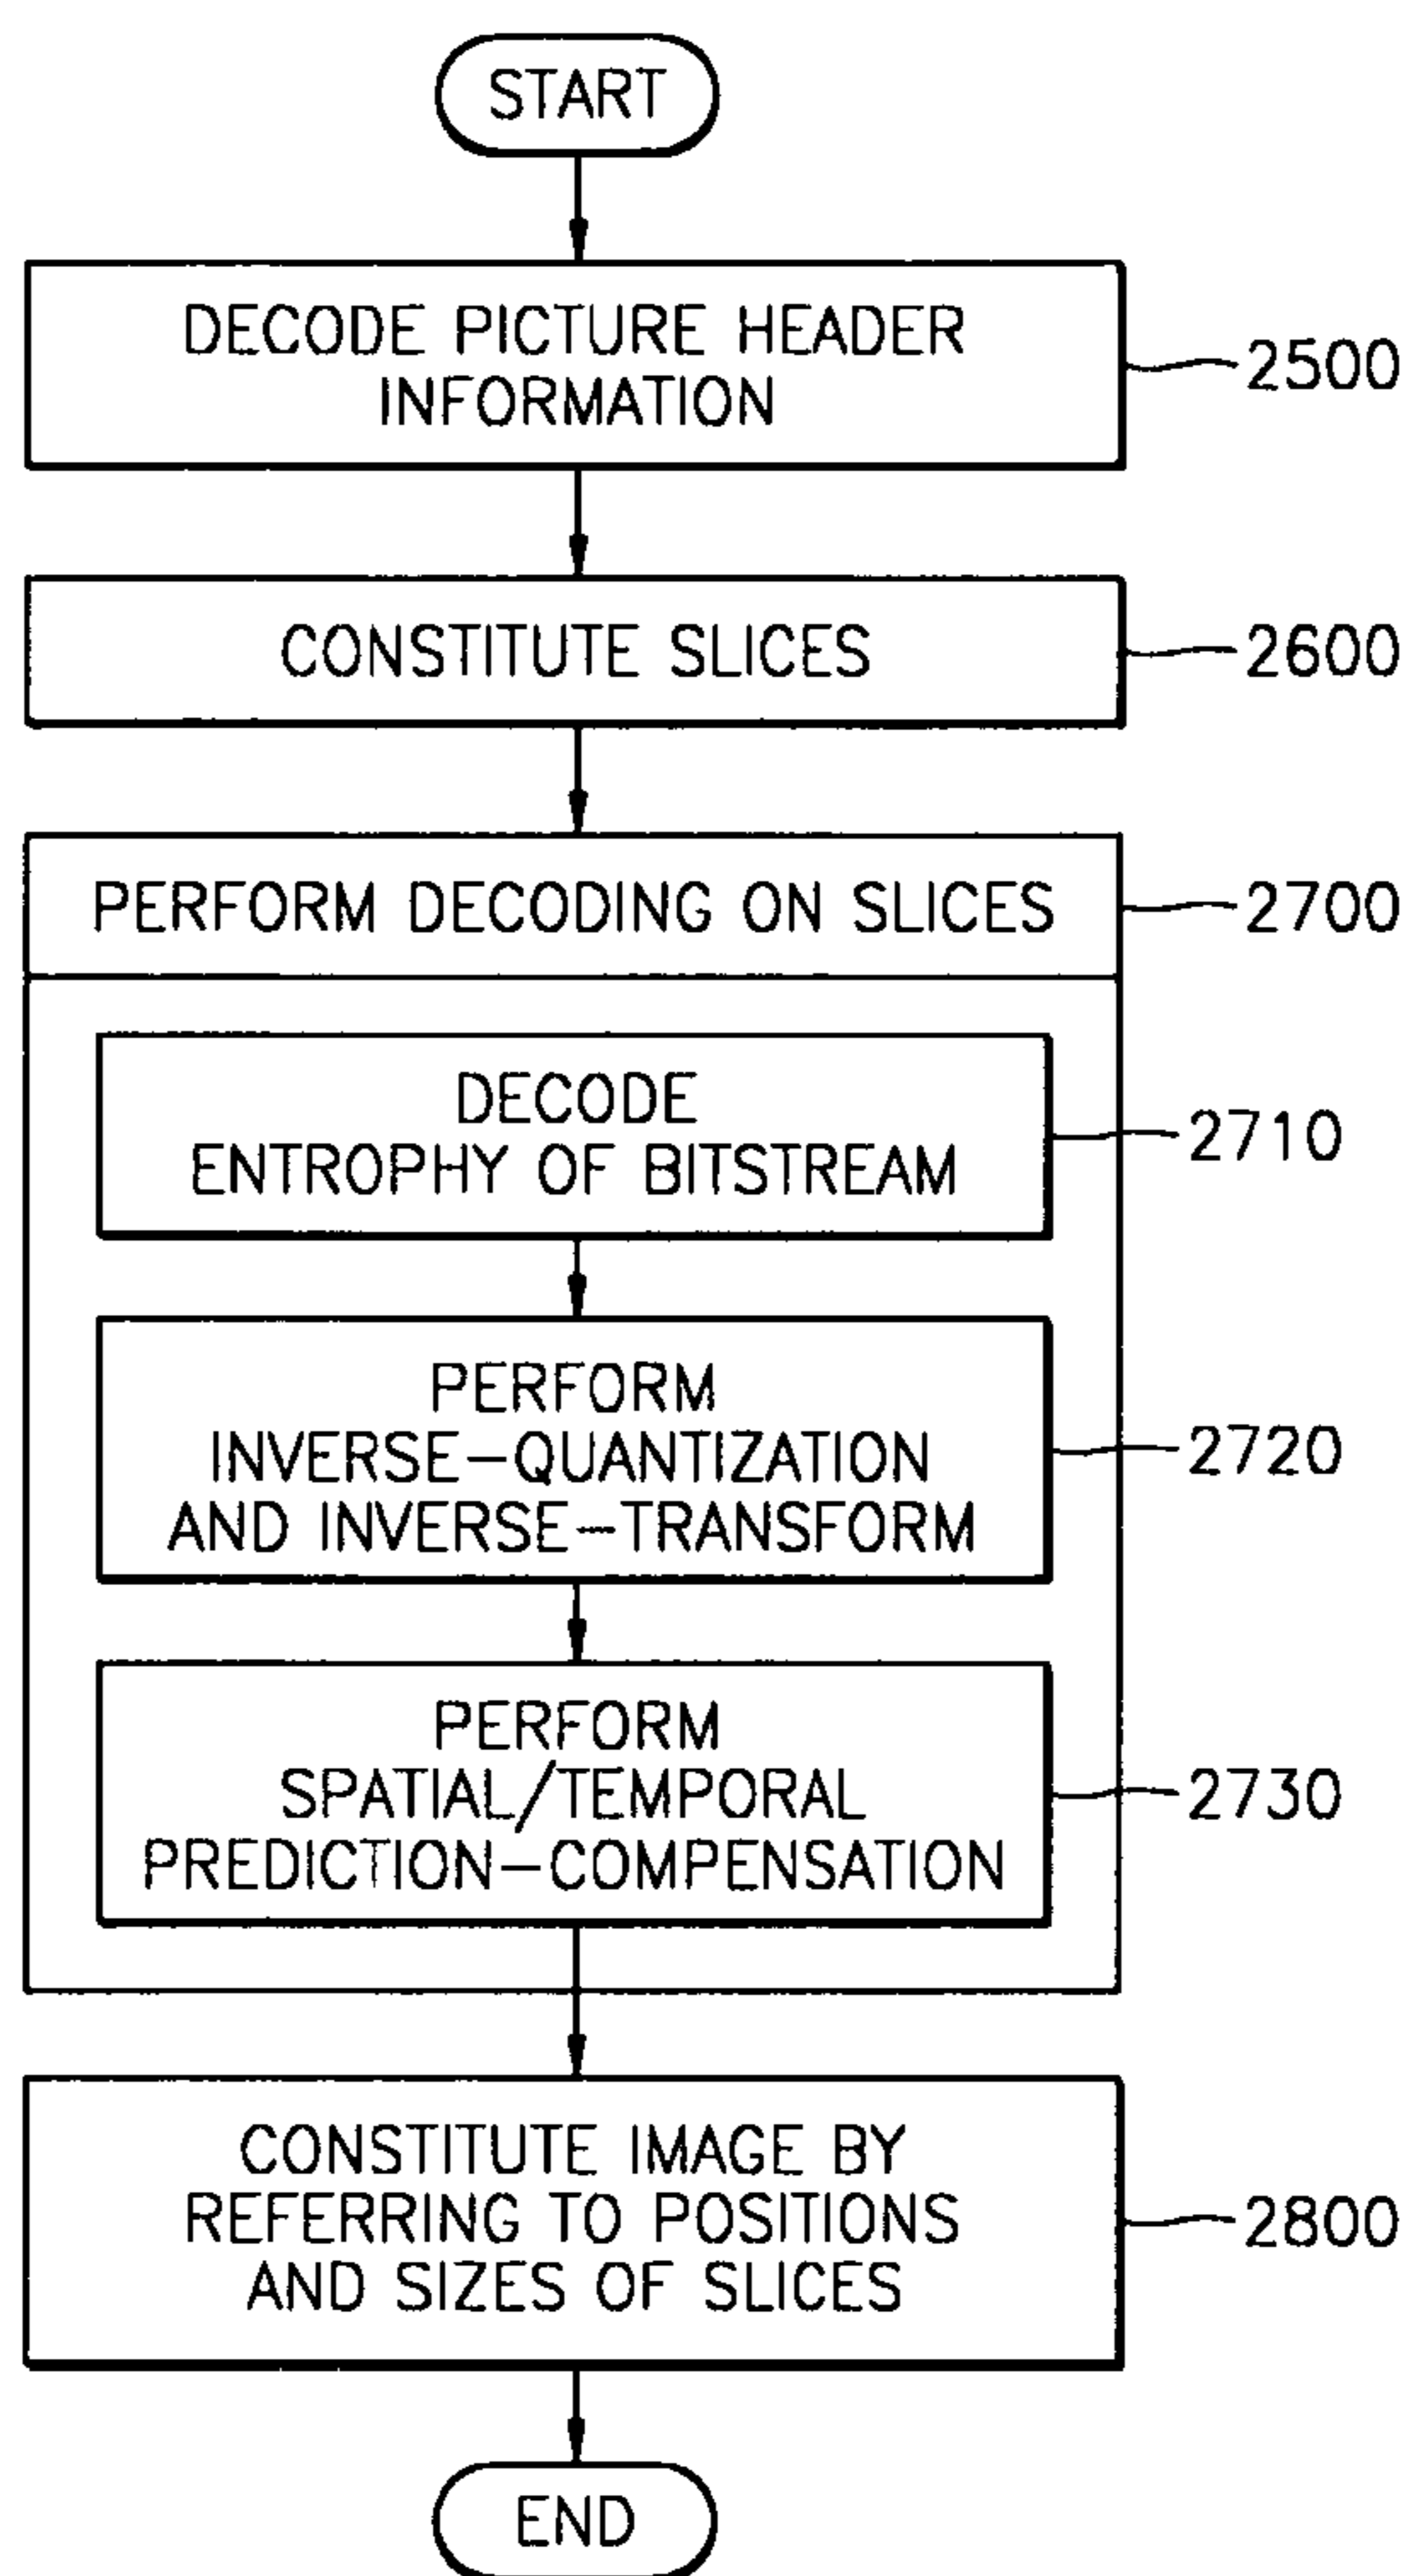 START
DECODE PICTURE HEADER
INFORMATION
2500
CONSTITUTE SLICES
2600
PERFORM DECODING ON SLICES
2700
DECODE
ENTROPHY OF BITSTREAM
2710
PERFORM
INVERSE-QUANTIZATION
AND INVERSE-TRANSFORM
2720
PERFORM
SPATIAL/TEMPORAL
PREDICTION-COMPENSATION
2730
CONSTITUTE IMAGE BY
REFERRING TO POSITIONS
AND SIZES OF SLICES
2800
END